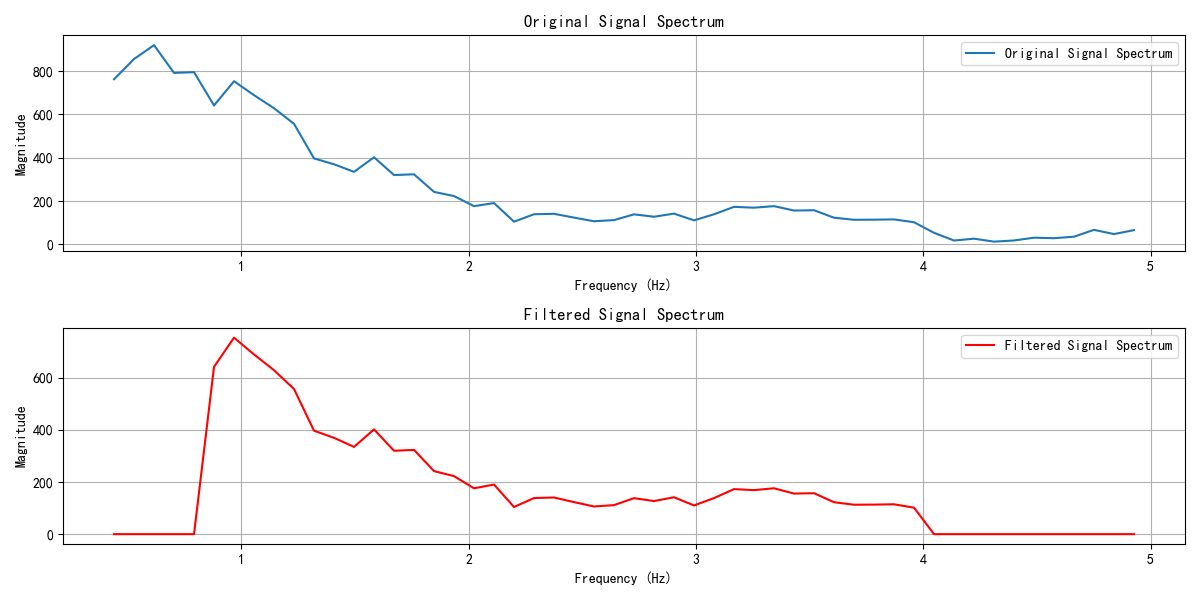 Original Signal Spectrum
Original Signal Spectrum
Magnitude
800
600
400
200
0
1 2 3 4 5
Frequency (Hz)
Filtered Signal Spectrum
Filtered Signal Spectrum
Magnitude
600
400
200
0
1 2 3 4 5
Frequency (Hz)